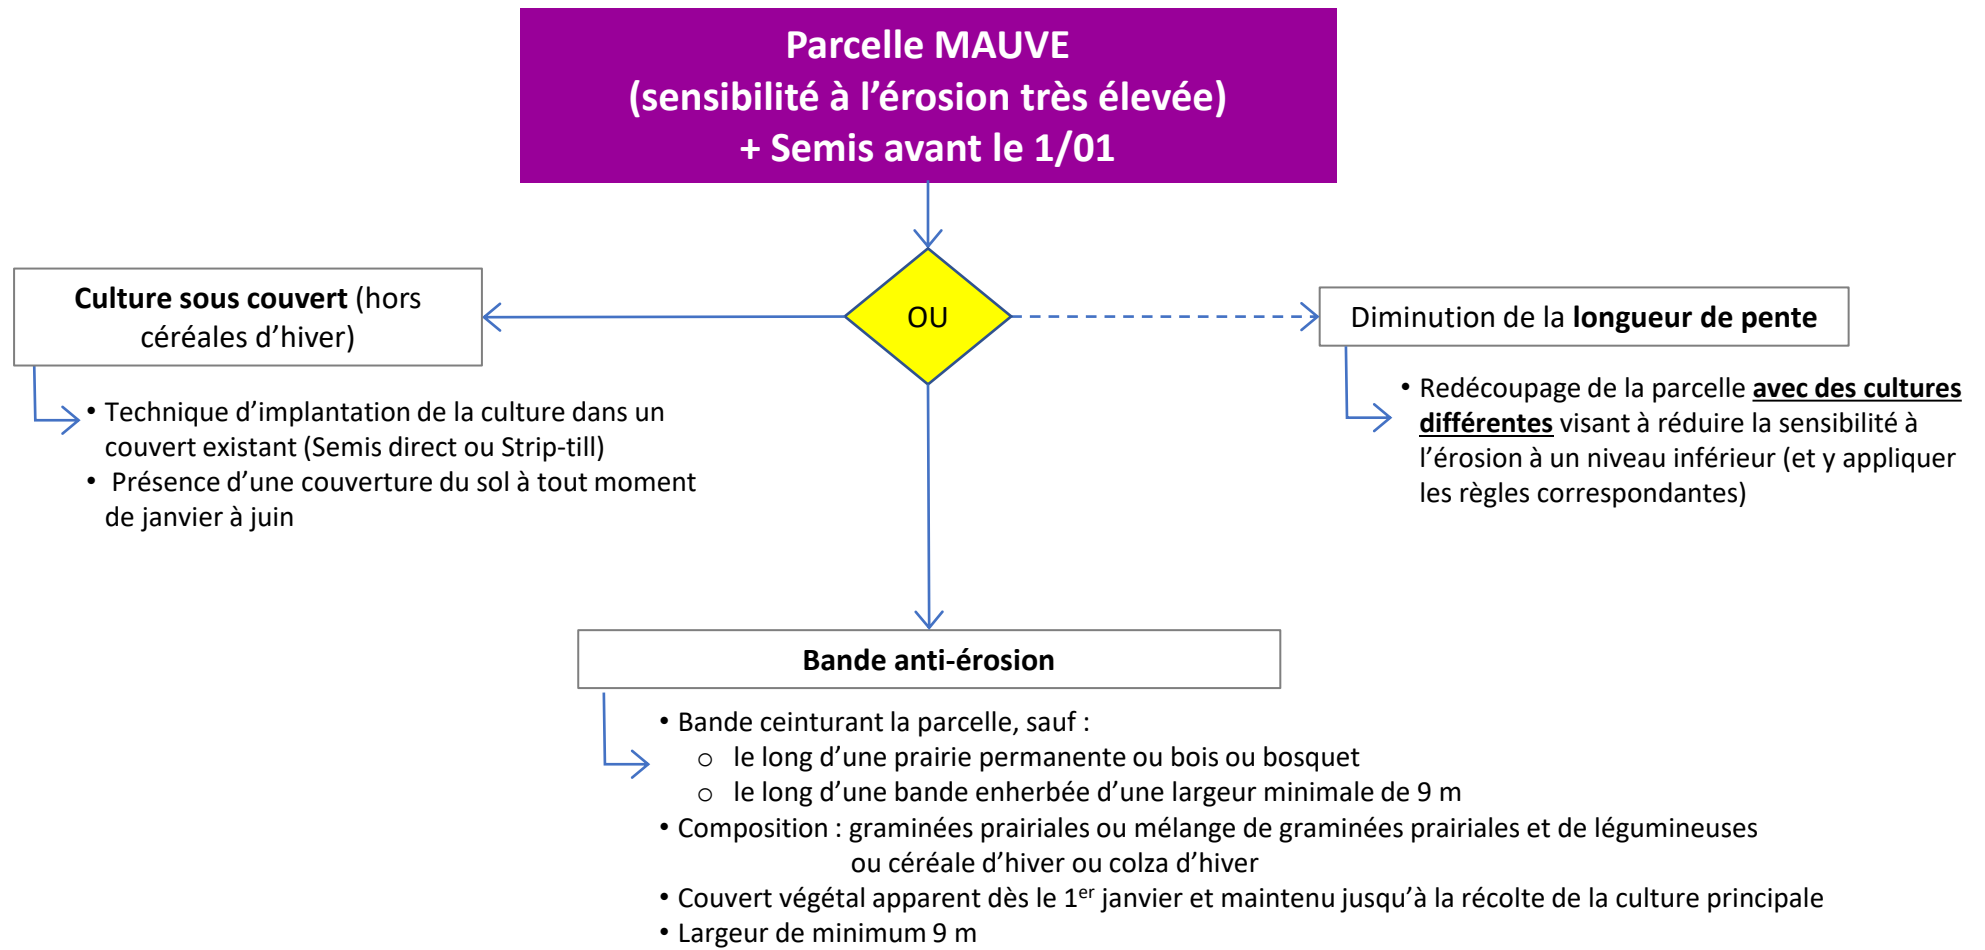 Parcelle MAUVE
(sensibilité à l’érosion très élevée)
+ Semis avant le 1/01
OU
Culture sous couvert (hors
céréales d’hiver)
• Technique d’implantation de la culture dans un
couvert existant (Semis direct ou Strip-till)
• Présence d’une couverture du sol à tout moment
de janvier à juin
Diminution de la longueur de pente
• Redécoupage de la parcelle avec des cultures
différentes visant à réduire la sensibilité à
l’érosion à un niveau inférieur (et y appliquer
les règles correspondantes)
Bande anti-érosion
• Bande ceinturant la parcelle, sauf :
o le long d’une prairie permanente ou bois ou bosquet
o le long d’une bande enherbée d’une largeur minimale de 9 m
• Composition : graminées prairiales ou mélange de graminées prairiales et de légumineuses
ou céréale d’hiver ou colza d’hiver
• Couvert végétal apparent dès le 1er janvier et maintenu jusqu’à la récolte de la culture principale
• Largeur de minimum 9 m